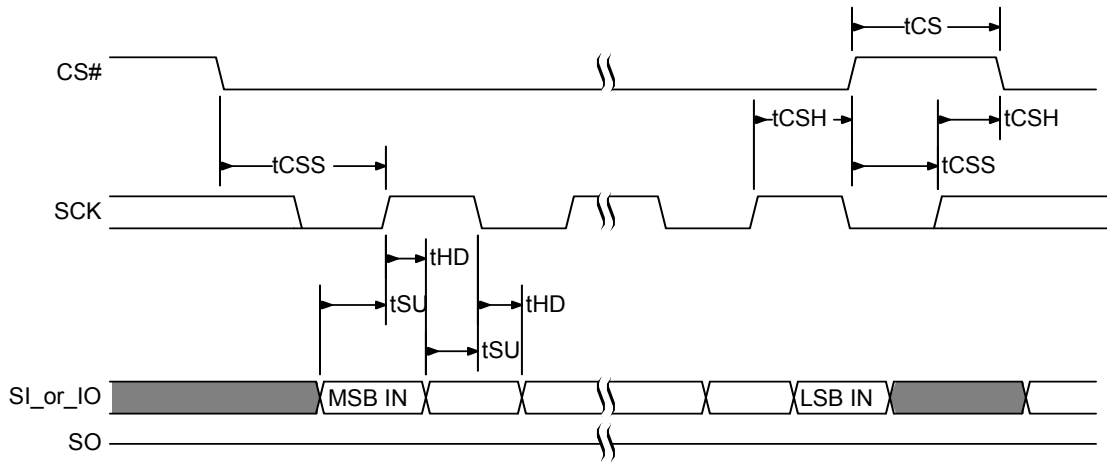 tCS
CS#
tCSH
tCSH
tCSS
tCSS
SCK
tHD
tSU
tHD
tSU
SI_or_IO
MSB IN
LSB IN
SO